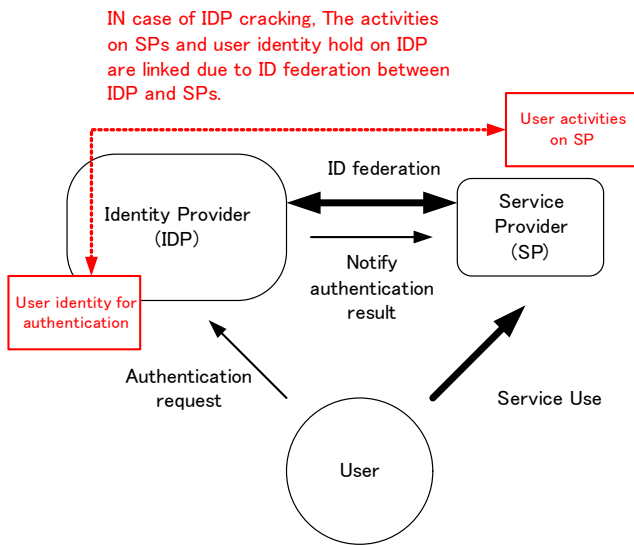 IN case of IDP cracking, The activities
on SPs and user identity hold on IDP
are linked due to ID federation between
IDP and SPs.
User activities
on SP
ID federation
Identity Provider
(IDP)
Service
Provider
(SP)
Notify
authentication
result
User identity for
authentication
Authentication
request
Service Use
User